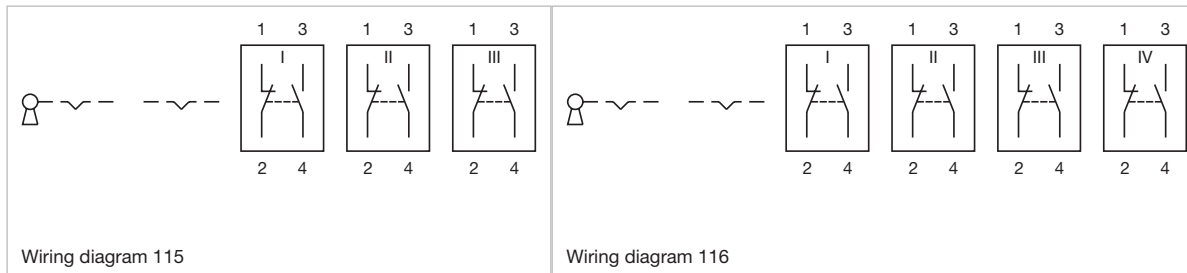 1 3 1 3 1 3
I II III
2 4 2 4 2 4
Wiring diagram 115
1 3 1 3 1 3 1 3
I II III IV
2 4 2 4 2 4 2 4
Wiring diagram 116